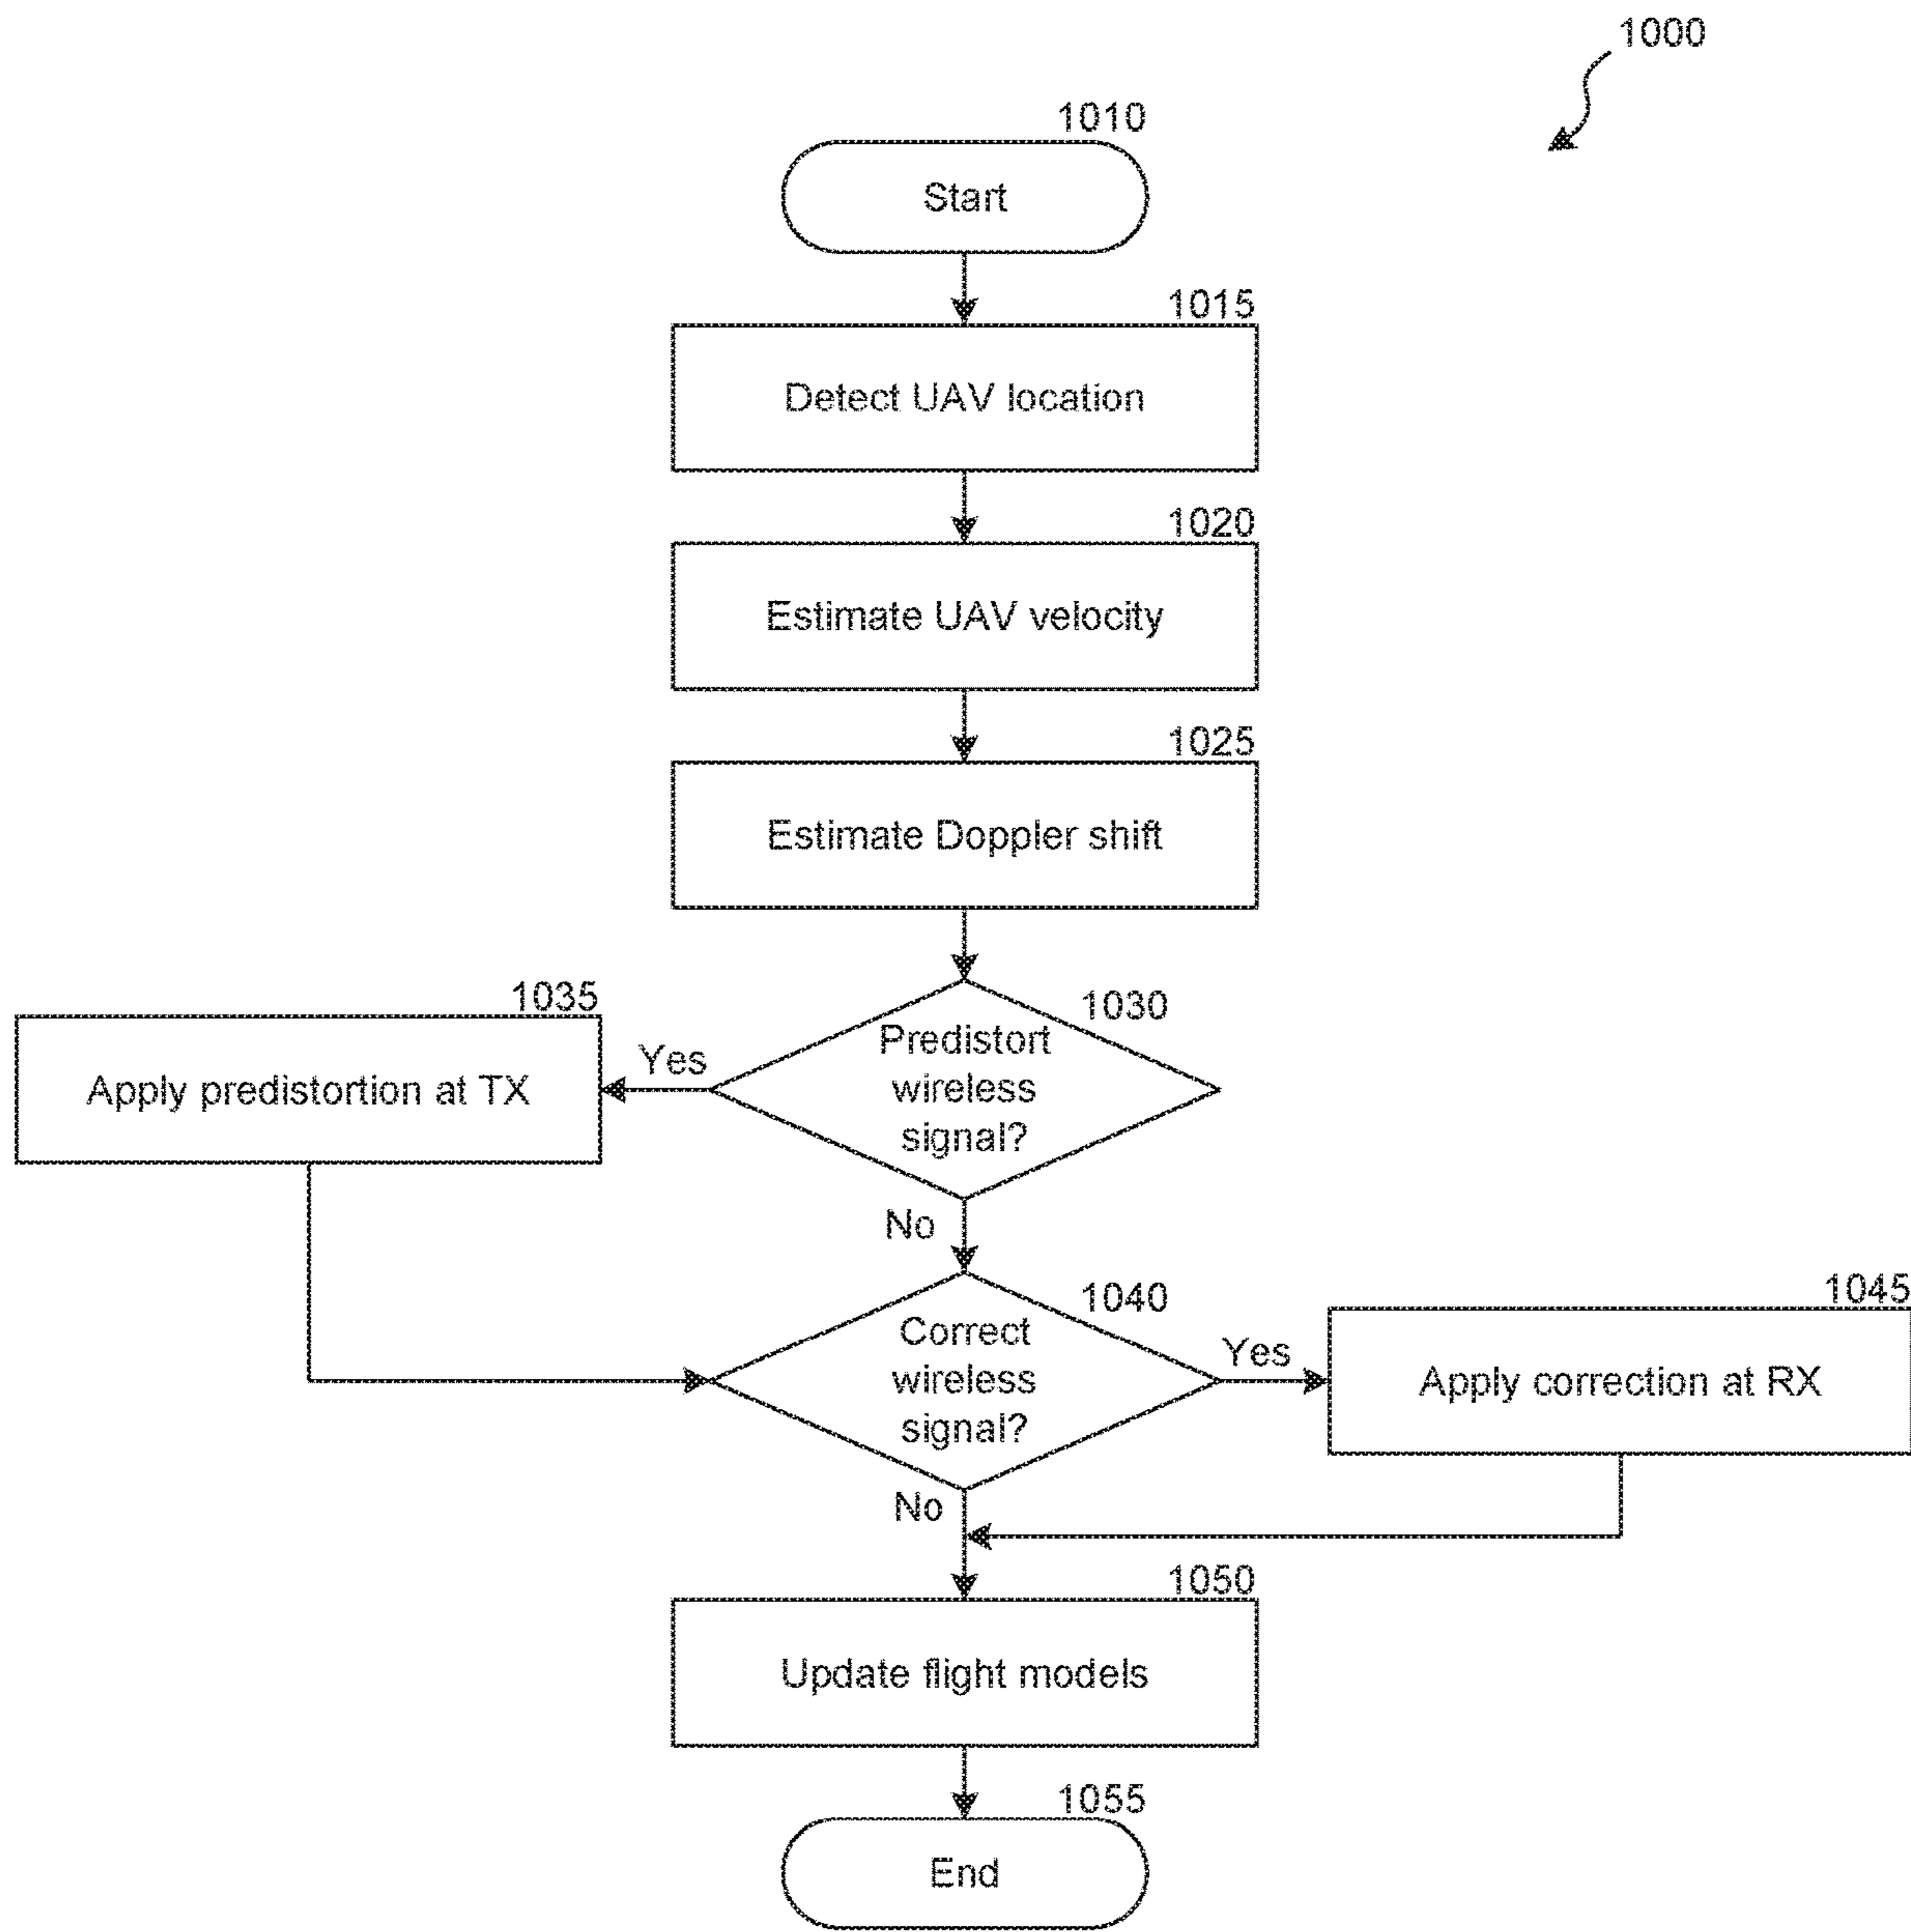 1000
1010
Start
1015
Detect UAV location
1020
Estimate UAV velocity
1025
Estimate Doppler shift
1030
Predistort
wireless
signal?
Yes
1035
Apply predistortion at TX
No
1040
Correct
wireless
signal?
Yes
1045
Apply correction at RX
No
1050
Update flight models
1055
End